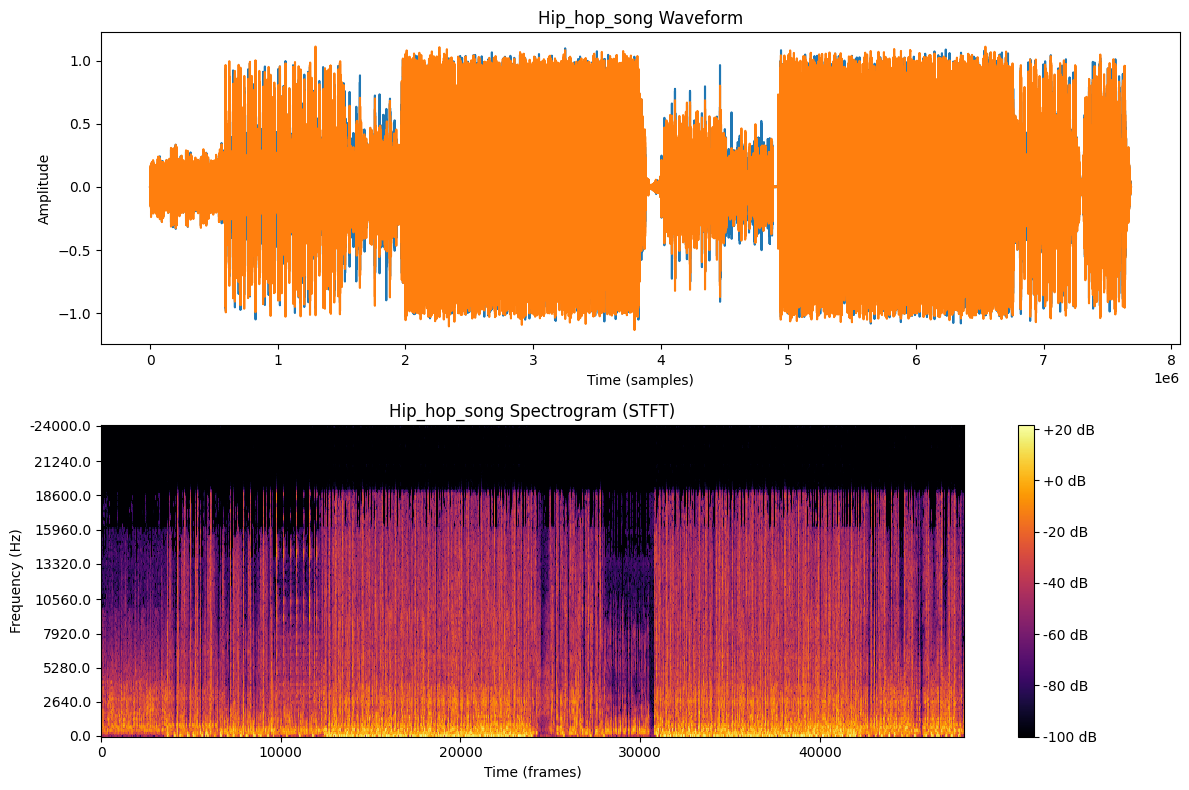 Hip_hop_song Waveform
1.0
0.5
0.0
−0.5
−1.0
Amplitude
0 1 2 3 4 5 6 7 8
1e6
Time (samples)
Hip_hop_song Spectrogram (STFT)
-24000.0
21240.0
18600.0
15960.0
13320.0
10560.0
7920.0
5280.0
2640.0
0.0
Frequency (Hz)
0 10000 20000 30000 40000
Time (frames)
+20 dB
+0 dB
-20 dB
-40 dB
-60 dB
-80 dB
-100 dB